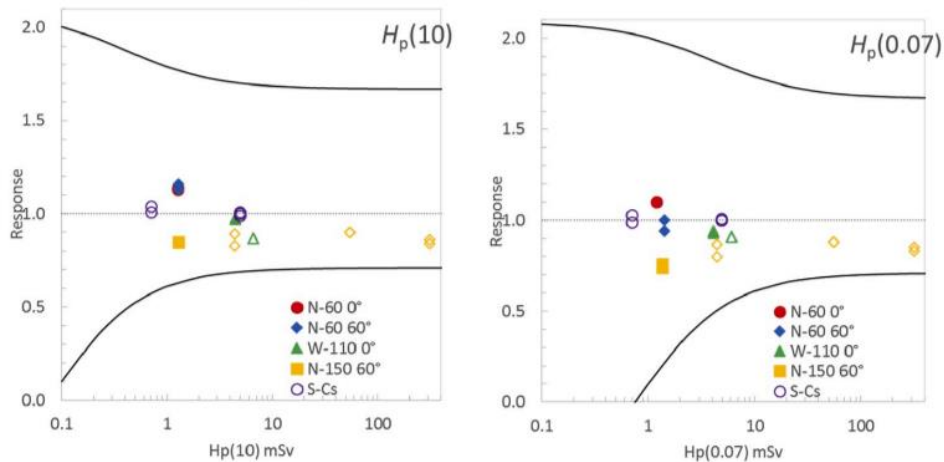 Hp(10)
2.0
1.5
1.0
0.5
0.0
Response
N-60 0°
N-60 60°
W-110 0°
N-150 60°
S-Cs
0.1 1 10 100
Hp(10) mSv
Hp(0.07)
2.0
1.5
1.0
0.5
0.0
Response
N-60 0°
N-60 60°
W-110 0°
N-150 60°
S-Cs
0.1 1 10 100
Hp(0.07) mSv